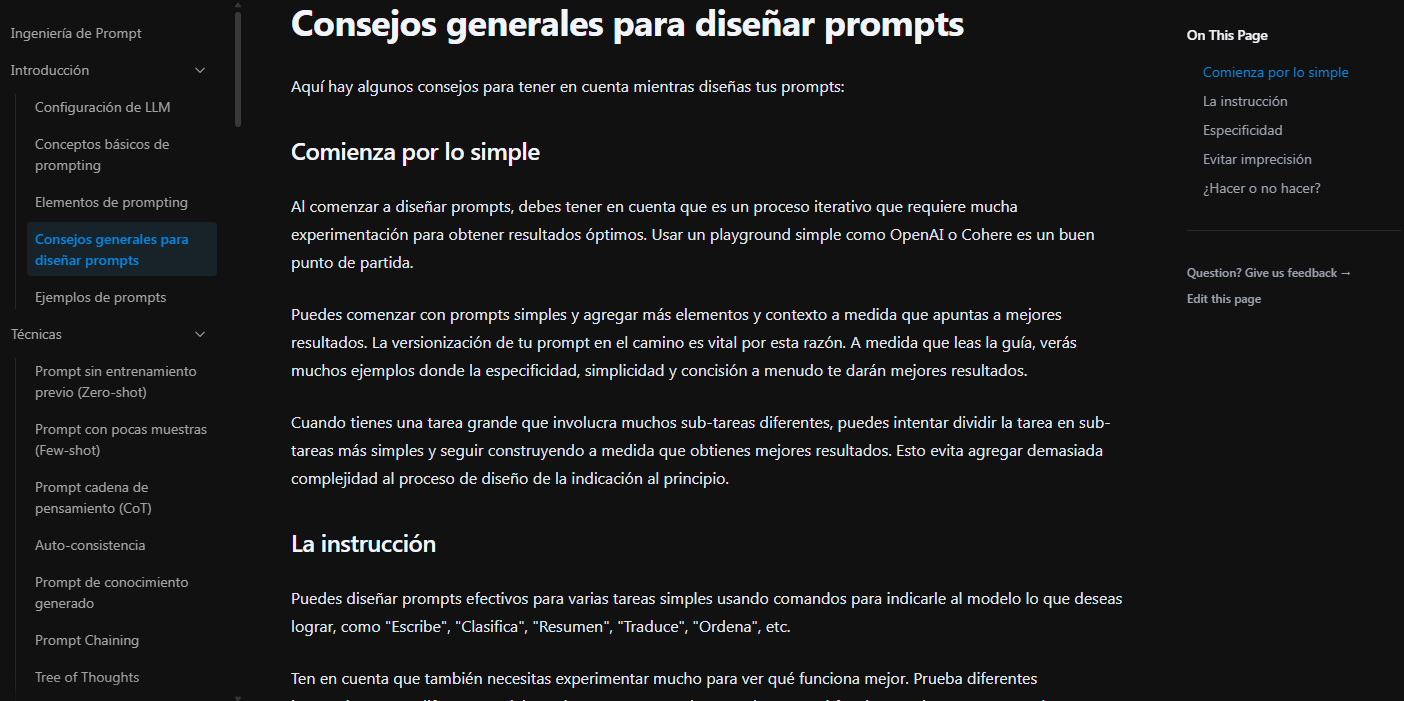 Ingeniería de Prompt
Introducción
Configuración de LLM
Conceptos básicos de
prompting
Elementos de prompting
Consejos generales para
diseñar prompts
Ejemplos de prompts
Técnicas
Prompt sin entrenamiento
previo (Zero-shot)
Prompt con pocas muestras
(Few-shot)
Prompt cadena de
pensamiento (CoT)
Auto-consistencia
Prompt de conocimiento
generado
Prompt Chaining
Tree of Thoughts
Consejos generales para diseñar prompts
Aquí hay algunos consejos para tener en cuenta mientras diseñas tus prompts:
Comienza por lo simple
Al comenzar a diseñar prompts, debes tener en cuenta que es un proceso iterativo que requiere mucha
experimentación para obtener resultados óptimos. Usar un playground simple como OpenAI o Cohere es un buen
punto de partida.
Puedes comenzar con prompts simples y agregar más elementos y contexto a medida que apuntas a mejores
resultados. La versionización de tu prompt en el camino es vital por esta razón. A medida que leas la guía, verás
muchos ejemplos donde la especificidad, simplicidad y concisión a menudo te darán mejores resultados.
Cuando tienes una tarea grande que involucra muchos sub-tareas diferentes, puedes intentar dividir la tarea en sub-
tareas más simples y seguir construyendo a medida que obtienes mejores resultados. Esto evita agregar demasiada
complejidad al proceso de diseño de la indicación al principio.
La instrucción
Puedes diseñar prompts efectivos para varias tareas simples usando comandos para indicarle al modelo lo que deseas
lograr, como "Escribe", "Clasifica", "Resumen", "Traduce", "Ordena", etc.
Ten en cuenta que también necesitas experimentar mucho para ver qué funciona mejor. Prueba diferentes
On This Page
Comienza por lo simple
La instrucción
Especificidad
Evitar imprecisión
¿Hacer o no hacer?
Question? Give us feedback →
Edit this page